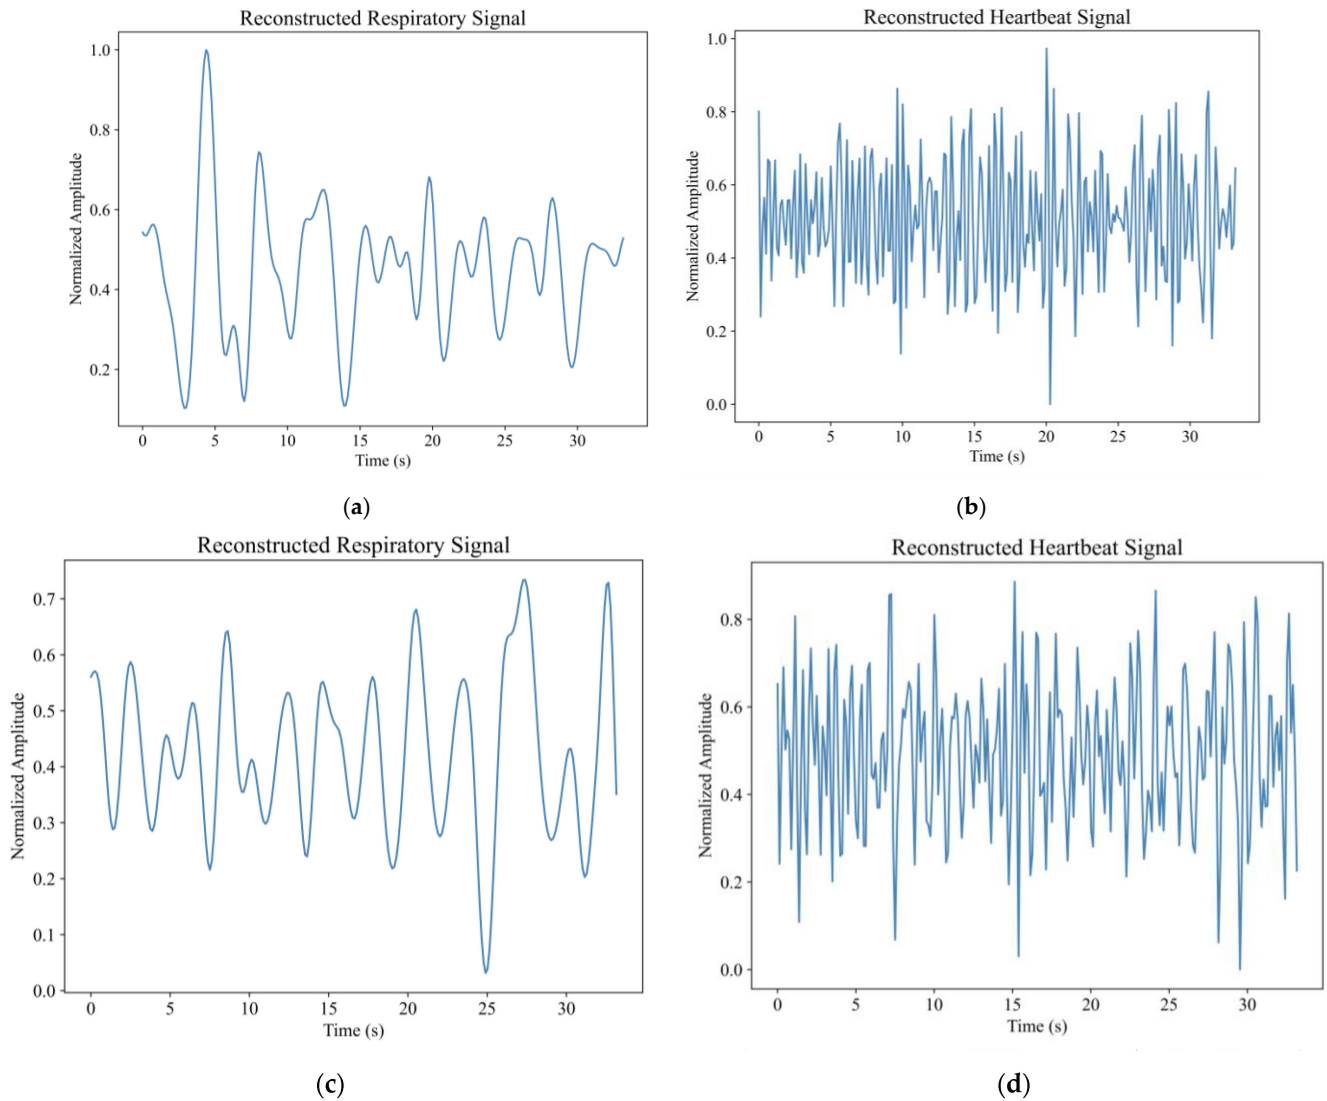 Reconstructed Respiratory Signal
1.0
0.8
0.6
0.4
0.2
Normalized Amplitude
0 5 10 15 20 25 30
Time (s)
(a)
Reconstructed Heartbeat Signal
1.0
0.8
0.6
0.4
0.2
0.0
Normalized Amplitude
0 5 10 15 20 25 30
Time (s)
(b)
Reconstructed Respiratory Signal
0.7
0.6
0.5
0.4
0.3
0.2
0.1
0.0
Normalized Amplitude
0 5 10 15 20 25 30
Time (s)
(c)
Reconstructed Heartbeat Signal
0.8
0.6
0.4
0.2
0.0
Normalized Amplitude
0 5 10 15 20 25 30
Time (s)
(d)